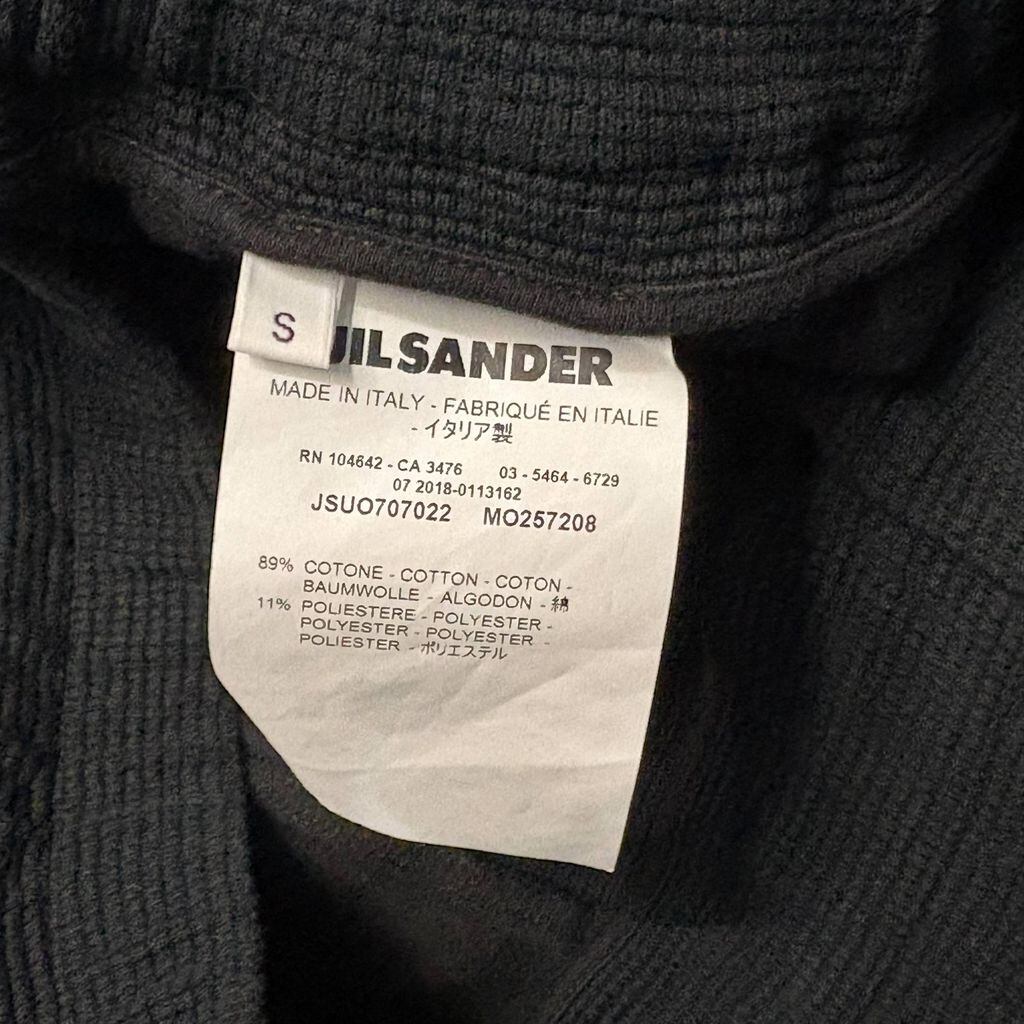 S
JIL SANDER
MADE IN ITALY - FABRIQUÉ EN ITALIE
- イタリア製
RN 104642 - CA 3476 03 - 5464 - 6729
07 2018-0113162
JSUO707022 MO257208
89% COTONE - COTTON - COTON -
BAUMWOLLE - ALGODON - 綿
11% POLIESTERE - POLYESTER -
POLYESTER - POLYESTER -
POLIESTER - ポリエステル